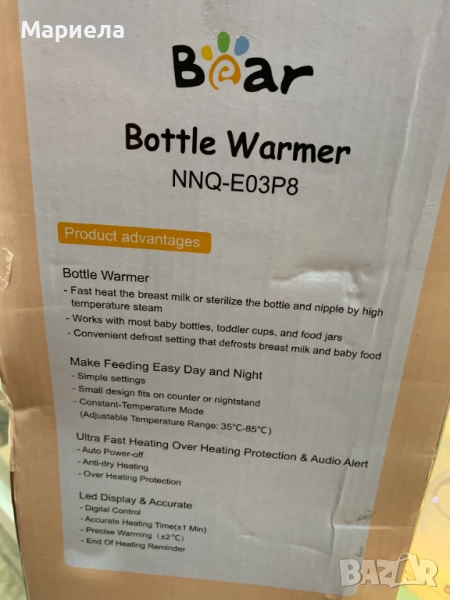 Мариела
Bear
Bottle Warmer
NNQ-E03P8
Product advantages
Bottle Warmer
- Fast heat the breast milk or sterilize the bottle and nipple by high
temperature steam
- Works with most baby bottles, toddler cups, and food jars
- Convenient defrost setting that defrosts breast milk and baby food
Make Feeding Easy Day and Night
- Simple settings
- Small design fits on counter or nightstand
- Constant-Temperature Mode
(Adjustable Temperature Range: 35°C-85°C)
Ultra Fast Heating Over Heating Protection & Audio Alert
- Auto Power-off
- Anti-dry Heating
- Over Heating Protection
Led Display & Accurate
- Digital Control
- Accurate Heating Time(±1 Min)
- Precise Warming (±2°C)
- End Of Heating Reminder
BAZAR